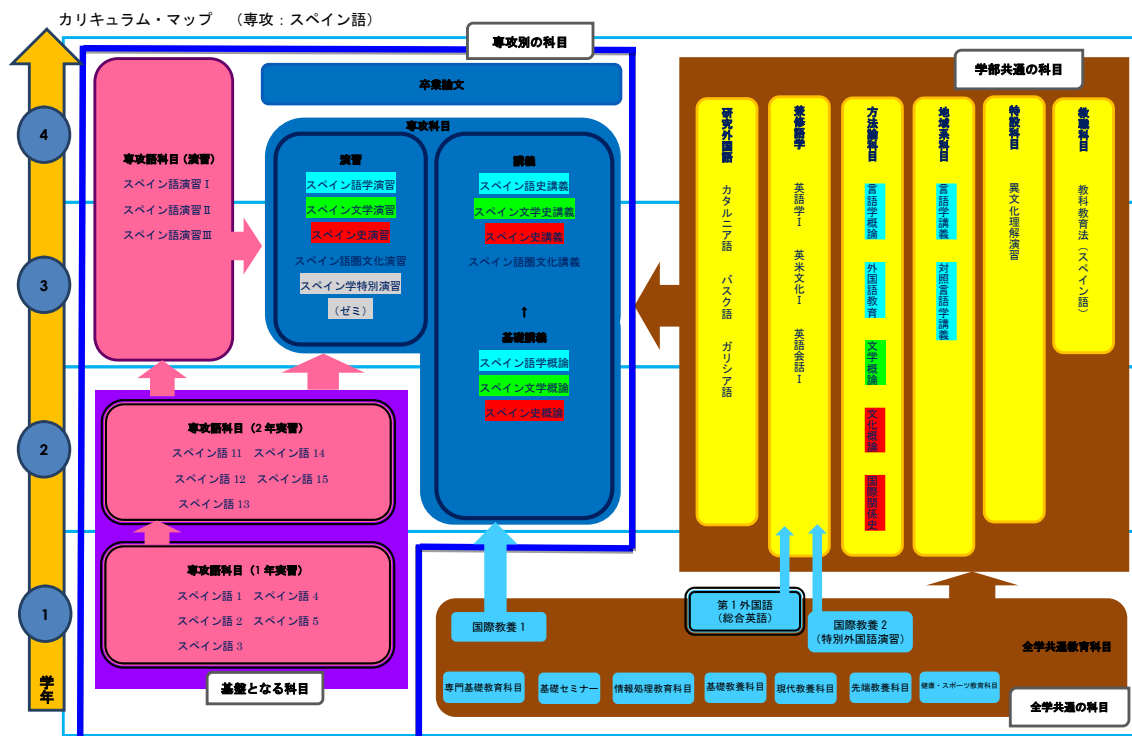 カリキュラム・マップ （専攻：スペイン語）
専攻別の科目
学部共通の科目
4
3
2
1
学年
専攻語科目（演習）
スペイン語演習Ⅰ
スペイン語演習Ⅱ
スペイン語演習Ⅲ
卒業論文
専攻科目
演習
スペイン語学演習
スペイン文学演習
スペイン史演習
スペイン語圏文化演習
スペイン学特別演習
（ゼミ）
講義
スペイン語史講義
スペイン文学史講義
スペイン史講義
スペイン語圏文化講義
↑
基礎講義
スペイン語学概論
スペイン文学概論
スペイン史概論
専攻語科目（2年実習）
スペイン語 11 スペイン語 14
スペイン語 12 スペイン語 15
スペイン語 13
専攻語科目（1年実習）
スペイン語 1 スペイン語 4
スペイン語 2 スペイン語 5
スペイン語 3
基盤となる科目
研究外国語
カタルニア語
バスク語
ガリシア語
兼修語学
英語学Ⅰ
英米文化Ⅰ
英語会話Ⅰ
方法論科目
言語学概論
外国語教育
文学概論
文化概論
国際関係史
地域系科目
言語学講義
対照言語学講義
特設科目
異文化理解演習
教職科目
教科教育法（スペイン語）
国際教養 1
第１外国語
（総合英語）
国際教養 2
（特別外国語演習）
全学共通教育科目
専門基礎教育科目
基礎セミナー
情報処理教育科目
基礎教養科目
現代教養科目
先端教養科目
健康・スポーツ教育科目
全学共通の科目